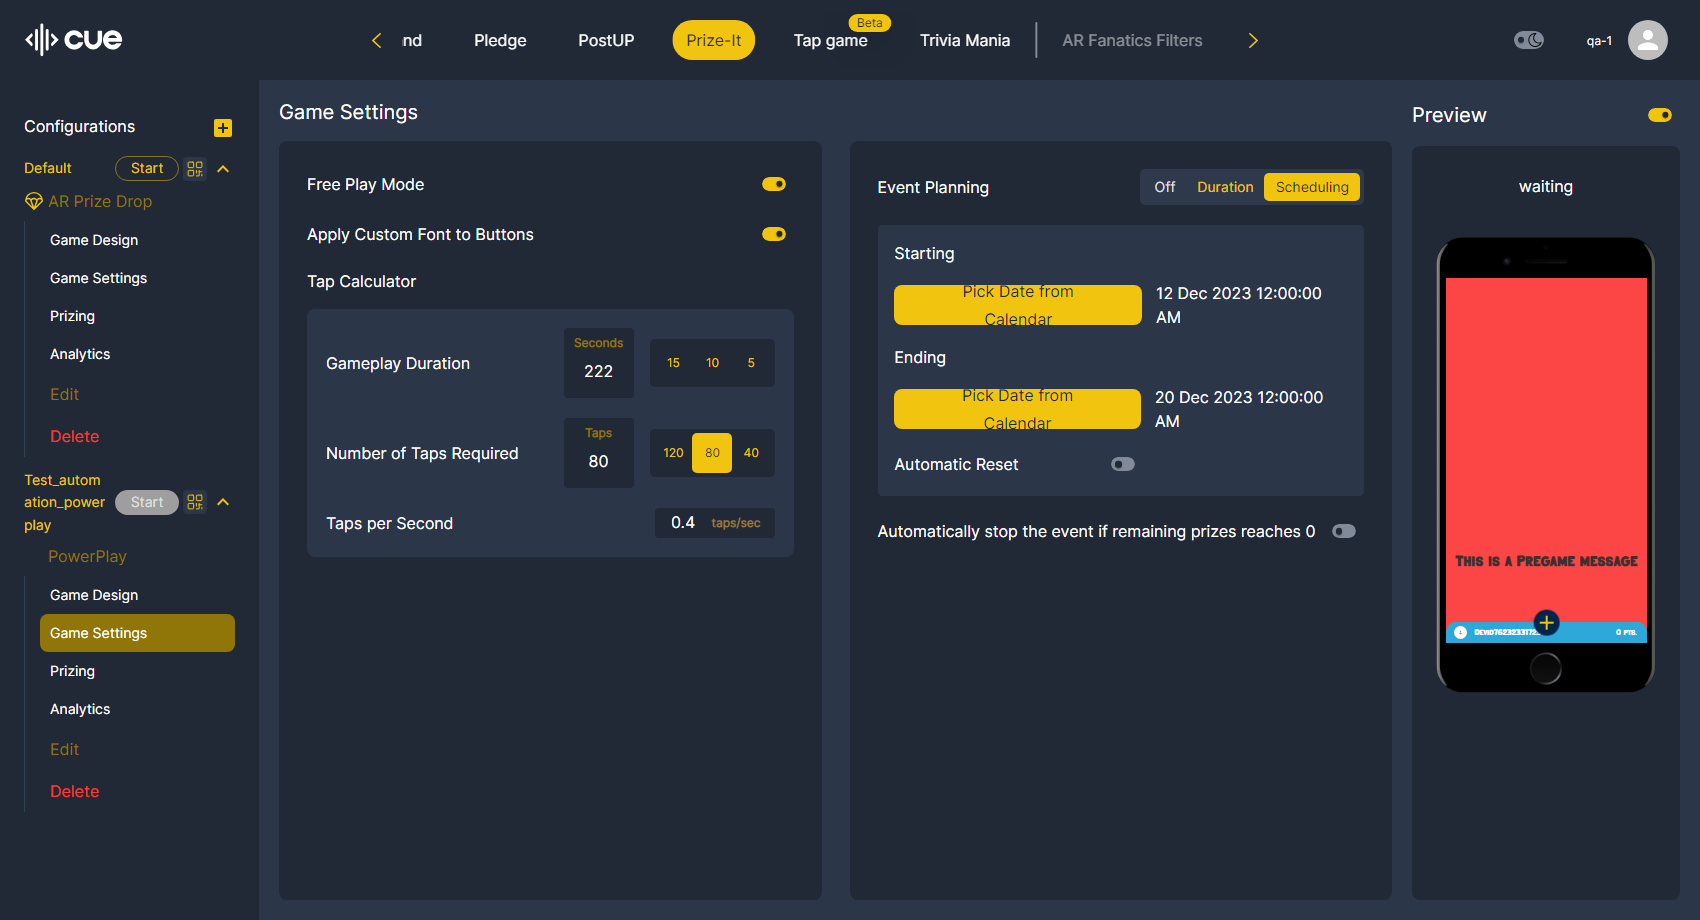 cue
nd
Pledge
PostUP
Prize-It
Beta
Tap game
Trivia Mania
AR Fanatics Filters
qa-1
Configurations
Default
Start
AR Prize Drop
Game Design
Game Settings
Prizing
Analytics
Edit
Delete
Test_autom
ation_power
play
Start
PowerPlay
Game Design
Game Settings
Prizing
Analytics
Edit
Delete
Game Settings
Free Play Mode
Apply Custom Font to Buttons
Tap Calculator
Gameplay Duration
Seconds
222
15 10 5
Number of Taps Required
Taps
80
120 80 40
Taps per Second
0.4 taps/sec
Event Planning
Off Duration Scheduling
Starting
Pick Date from
Calendar
12 Dec 2023 12:00:00
AM
Ending
Pick Date from
Calendar
20 Dec 2023 12:00:00
AM
Automatic Reset
Automatically stop the event if remaining prizes reaches 0
Preview
waiting
This is a Pregame message
0 pts.